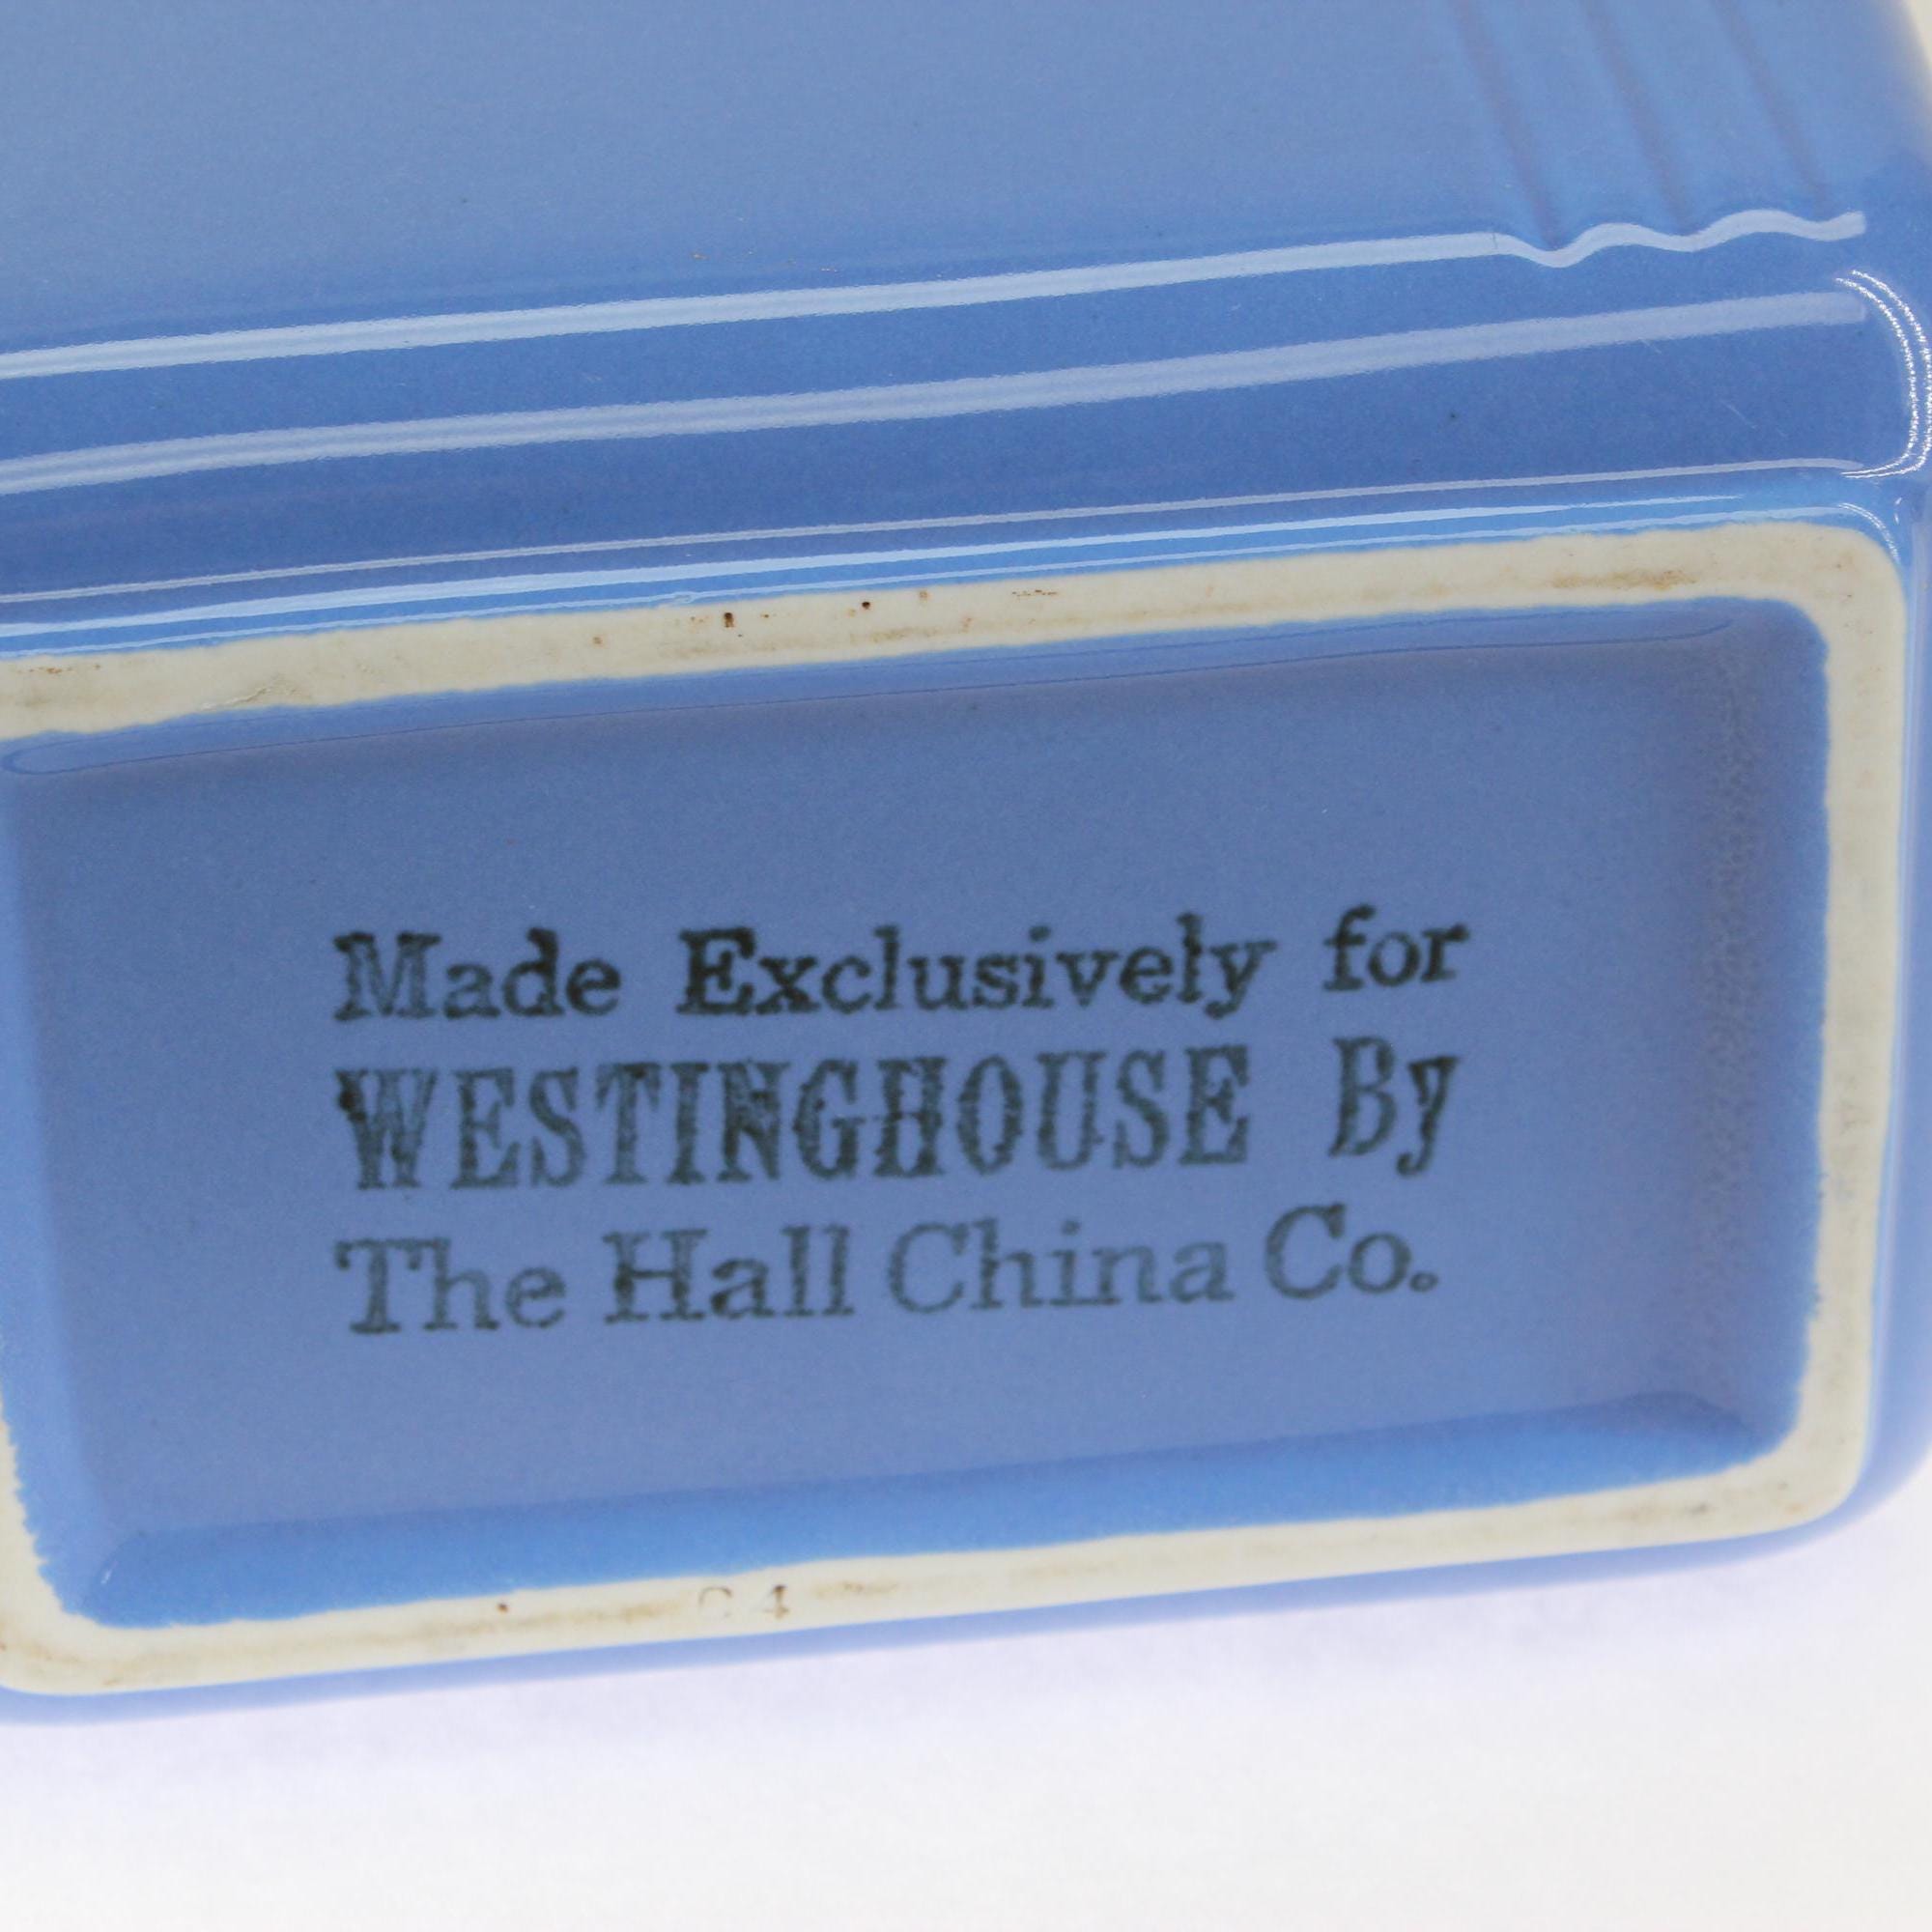 Made Exclusively for
WESTINGHOUSE By
The Hall China Co.